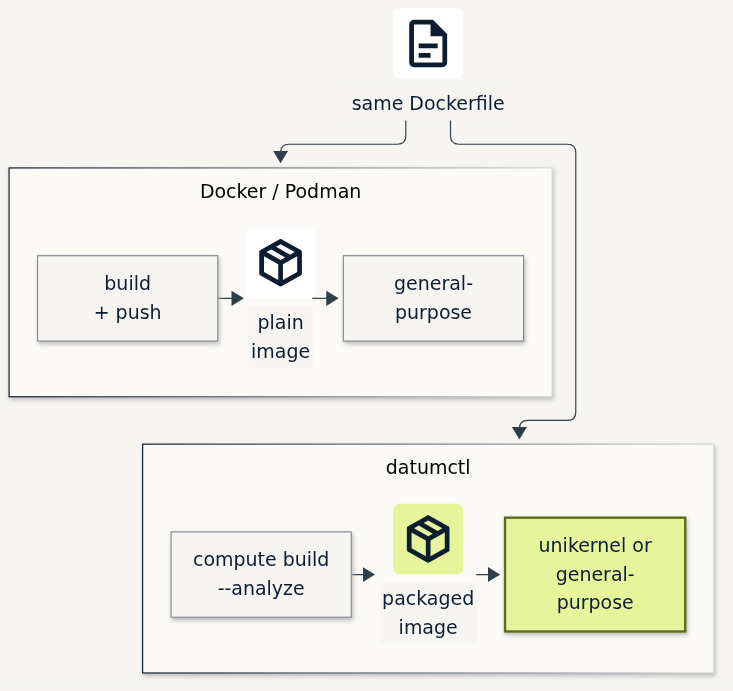 same Dockerfile
Docker / Podman
build
+ push
plain
image
general-
purpose
datumctl
compute build
--analyze
packaged
image
unikernel or
general-
purpose